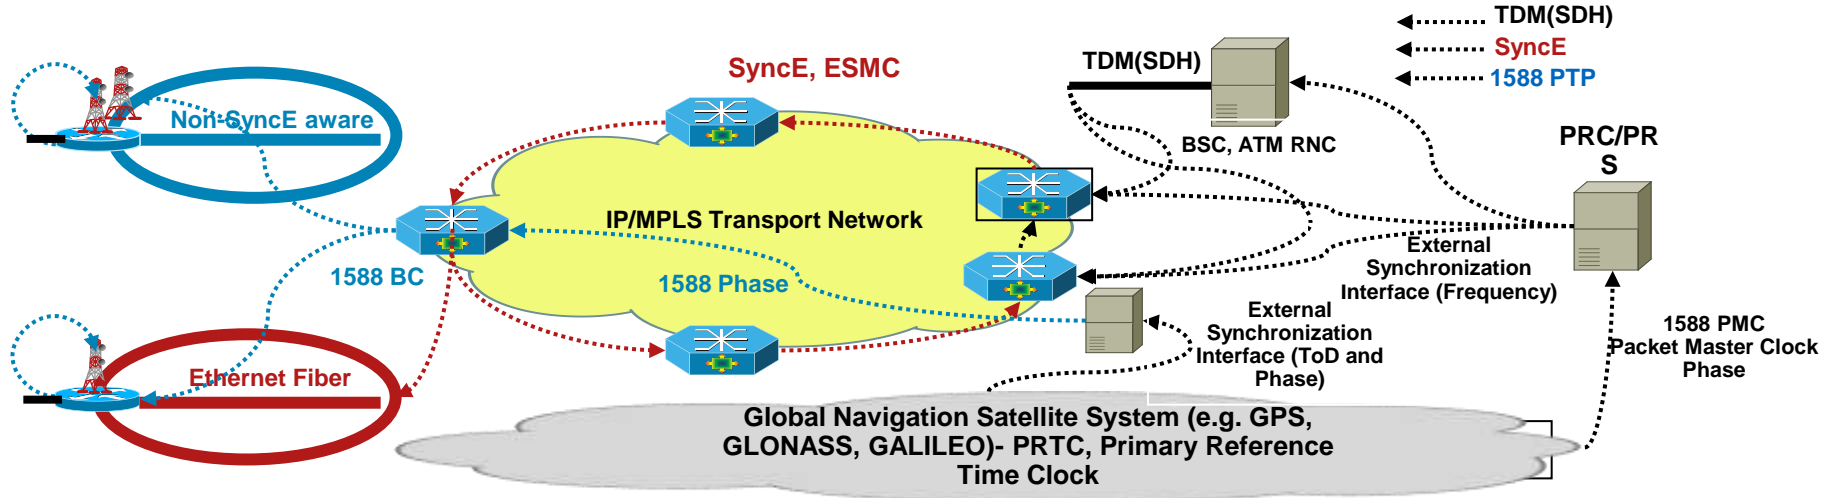 TDM(SDH)
SyncE
1588 PTP
SyncE, ESMC
TDM(SDH)
Non-SyncE aware
BSC, ATM RNC
PRC/PR
S
IP/MPLS Transport Network
External
Synchronization
Interface (Frequency)
1588 BC
1588 Phase
External
Synchronization
Interface (ToD and
Phase)
1588 PMC
Packet Master Clock
Phase
Ethernet Fiber
Global Navigation Satellite System (e.g. GPS,
GLONASS, GALILEO)- PRTC, Primary Reference
Time Clock